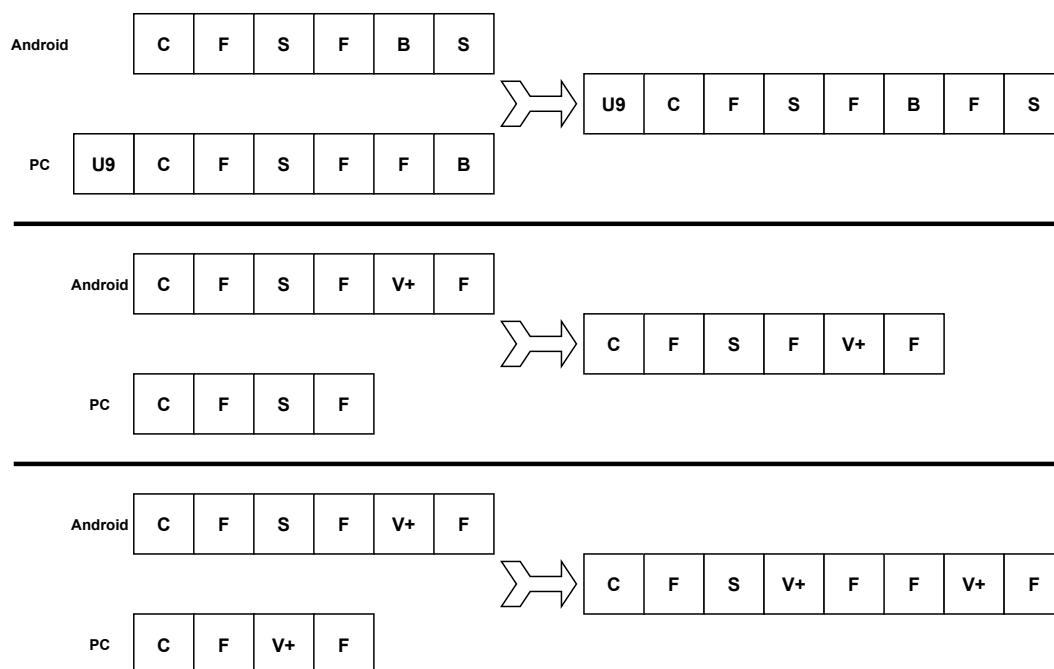 Android C F S F B S
U9 C F S F B F S
PC U9 C F S F F B
Android C F S F V+ F
C F S F V+ F
PC C F S F
Android C F S F V+ F
C F S V+ F F V+ F
PC C F V+ F